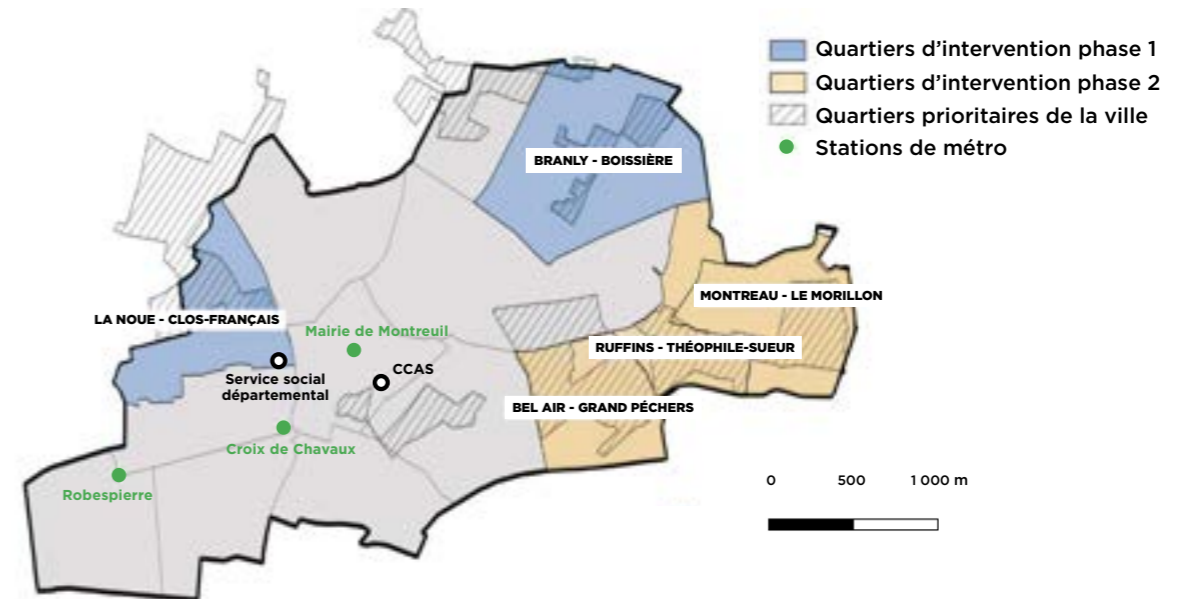 Quartiers d'intervention phase 1
Quartiers d'intervention phase 2
Quartiers prioritaires de la ville
Stations de métro
BRANLY - BOISSIÈRE
MONTREAU - LE MORILLON
LA NOUE - CLOS-FRANÇAIS
Mairie de Montreuil
RUFFINS - THÉOPHILE-SUEUR
CCAS
Service social
départemental
BEL AIR - GRAND PÉCHERS
Croix de Chavaux
Robespierre
0 500 1 000 m